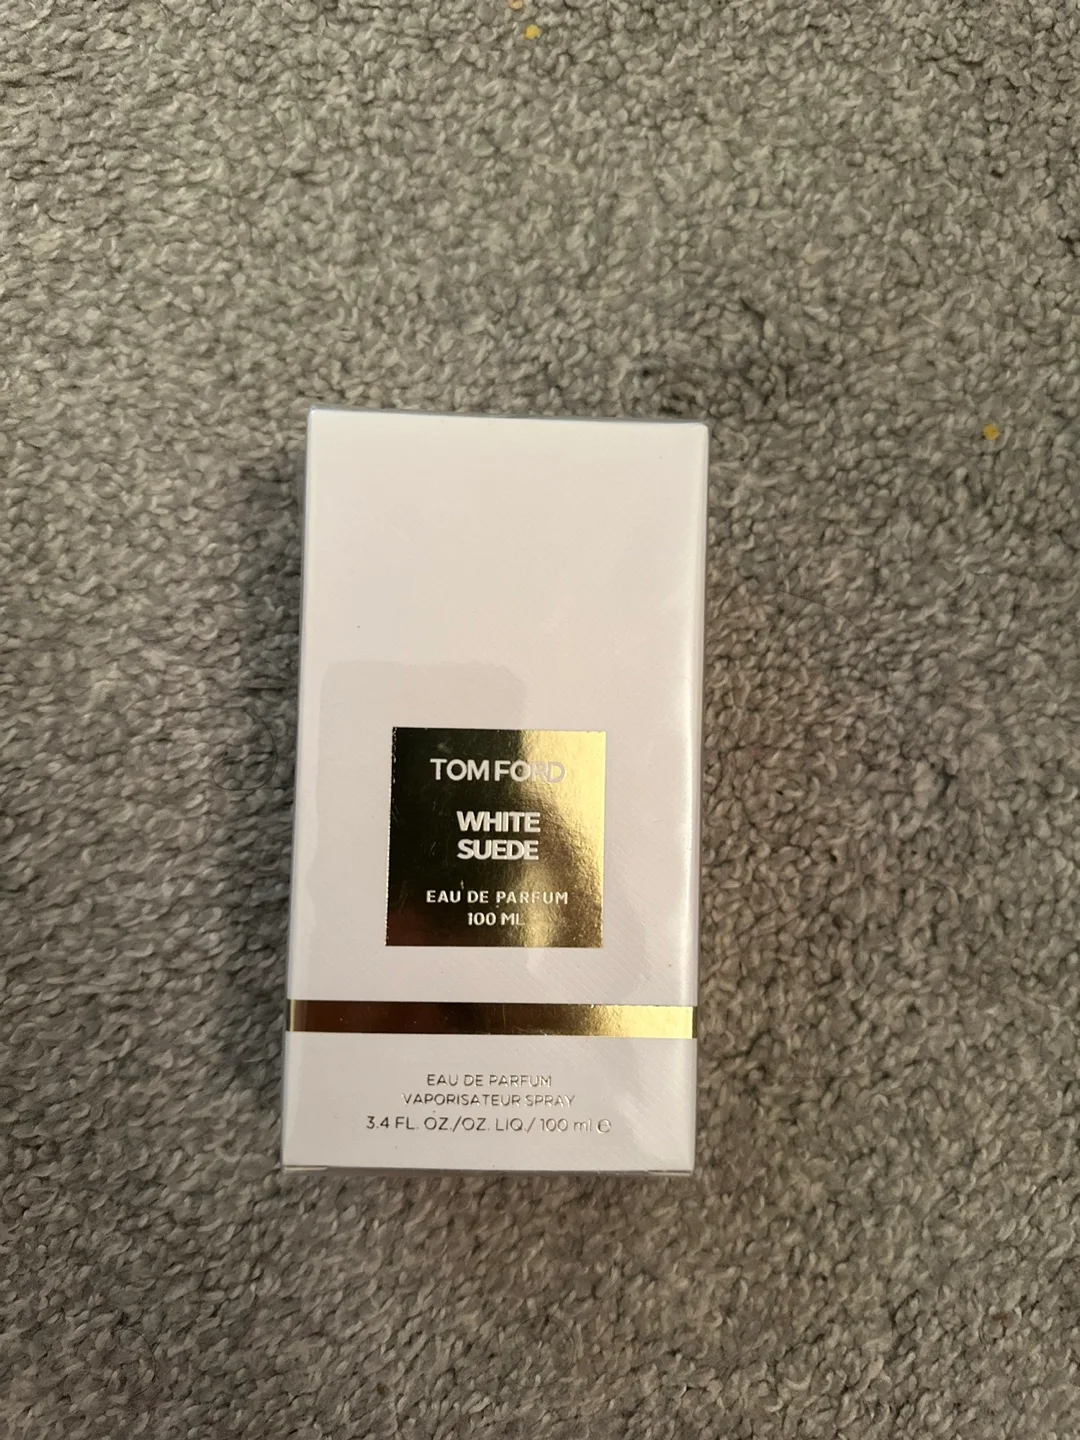 TOM FORD
WHITE
SUEDE
EAU DE PARFUM
100 ML
EAU DE PARFUM
VAPORISATEUR SPRAY
3.4 FL. OZ./OZ. LIQ./ 100 ml ℮